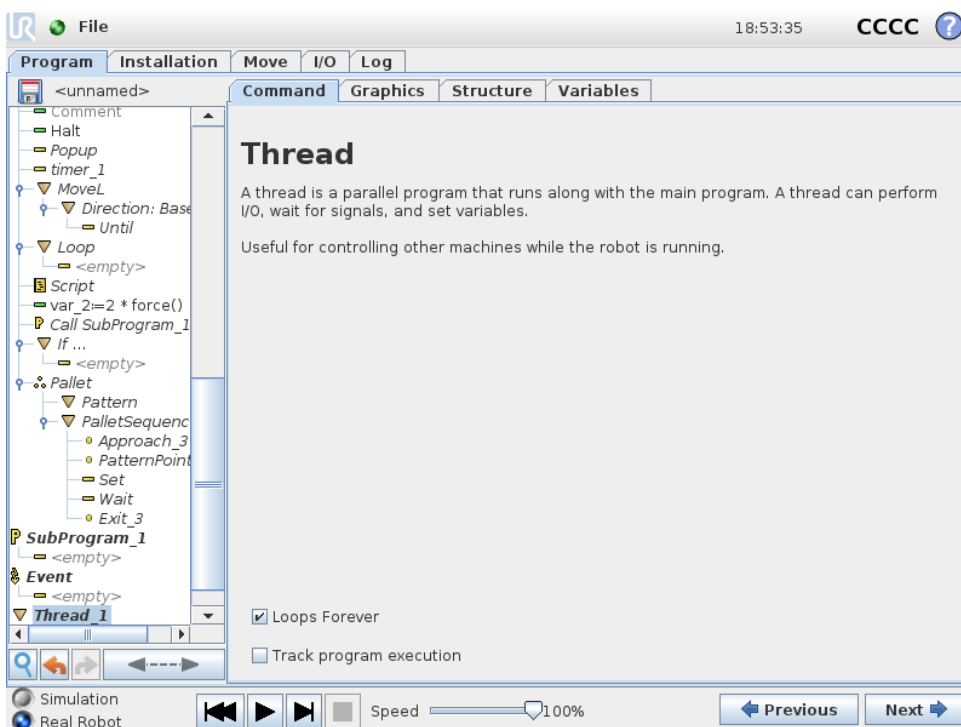 UR File 18:53:35 CCCC ?
Program Installation Move I/O Log
<unnamed> Command Graphics Structure Variables
Comment
Halt
Popup
timer_1
MoveL
Direction: Base
Until
Loop
<empty>
Script
var_2:=2 * force()
Call SubProgram_1
If ...
<empty>
Pallet
Pattern
PalletSequenc
Approach_3
PatternPoint
Set
Wait
Exit_3
SubProgram_1
<empty>
Event
<empty>
Thread_1
Thread
A thread is a parallel program that runs along with the main program. A thread can perform
I/O, wait for signals, and set variables.
Useful for controlling other machines while the robot is running.
Loops Forever
Track program execution
Simulation
Real Robot
Speed 100%
Previous Next